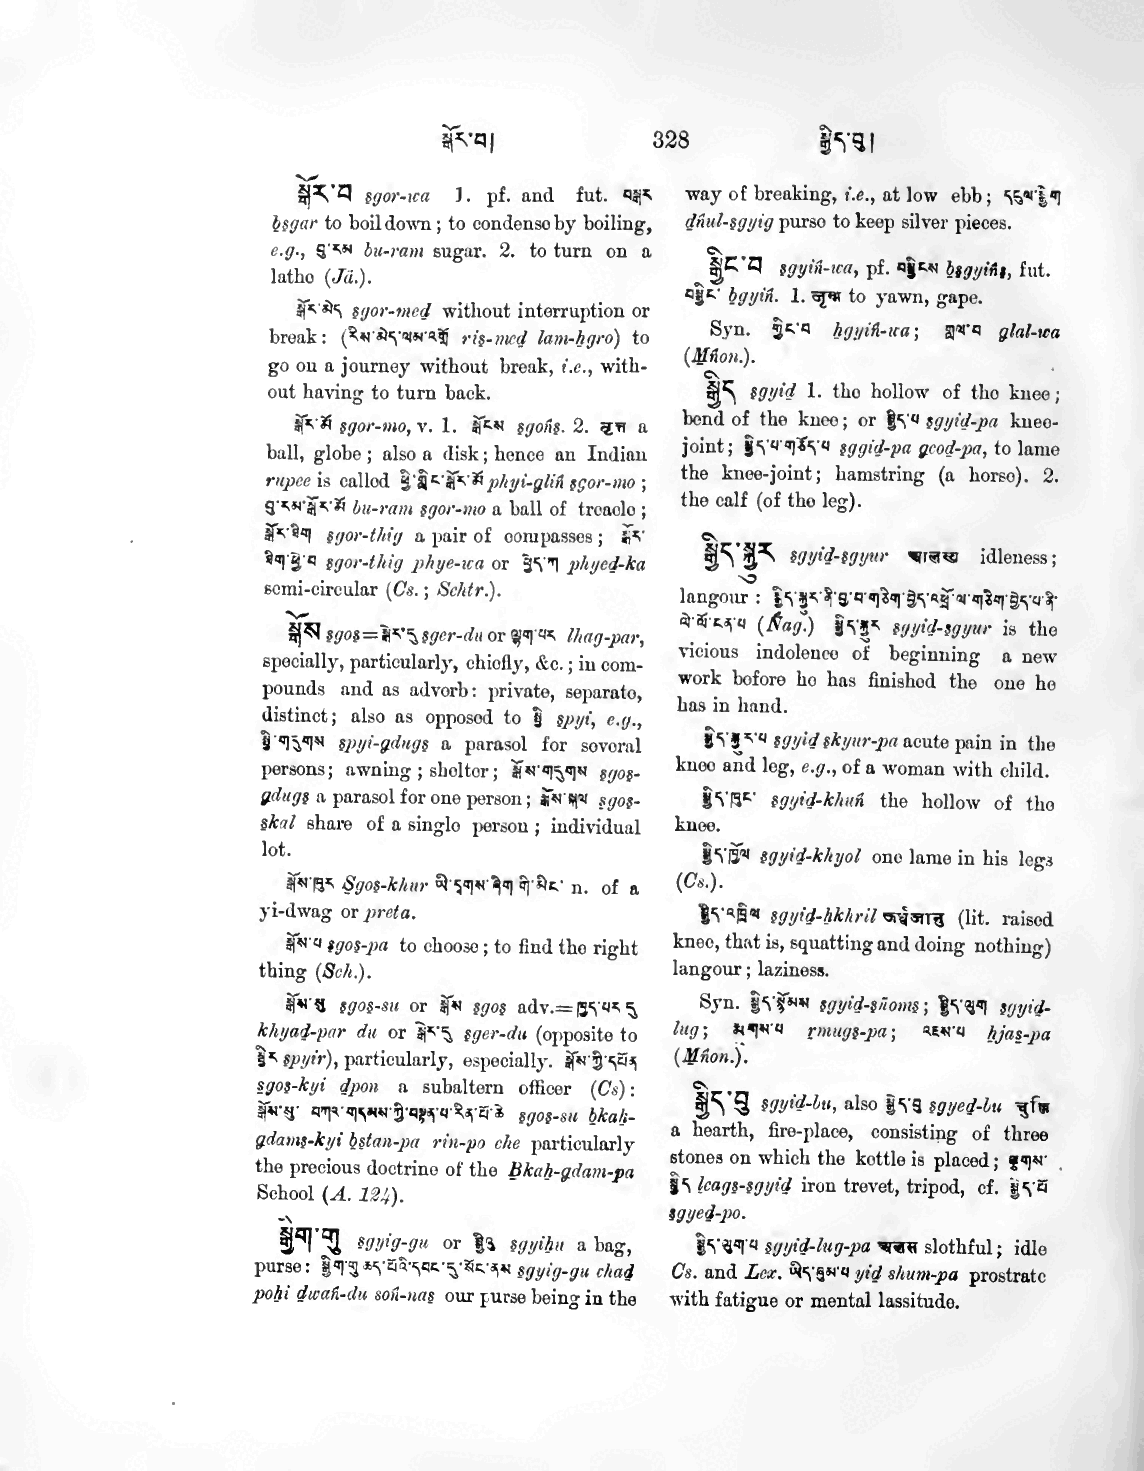 སྒོར་བ། 328 སྒྱིད་བུ།
སྒོར་བ sgor-wa 1. pf. and fut. བསྒར
bsgar to boil down; to condense by boiling,
e.g., བུ་རམ bu-ram sugar. 2. to turn on a
lathe (Jä.).
སྒོར་མེད sgor-med without interruption or
break: (རིས་མེད་ལམ་འགྲོ ris-med lam-ḥgro) to
go on a journey without break, i.e., with-
out having to turn back.
སྒོར་མོ sgor-mo, v. 1. སྒོངས sgoṅs. 2. वृत्त a
ball, globe; also a disk; hence an Indian
rupee is called ཕྱི་གླིང་སྒོར་མོ phyi-gliṅ sgor-mo;
བུ་རམ་སྒོར་མོ bu-ram sgor-mo a ball of treacle;
སྒོར་ཐིག sgor-thig a pair of compasses; སྒོར་
ཐིག་ཕྱེ་བ sgor-thig phye-wa or ཕྱེད་ཀ phyed-ka
semi-circular (Cs.; Schtr.).
སྒོས sgos=སྒེར་དུ sger-du or ལྷག་པར lhag-par,
specially, particularly, chiefly, &c.; in com-
pounds and as adverb: private, separate,
distinct; also as opposed to སྤྱི spyi, e.g.,
སྤྱི་གདུགས spyi-gdugs a parasol for several
persons; awning; shelter; སྒོས་གདུགས sgos-
gdugs a parasol for one person; སྒོས་སྐལ sgos-
skal share of a single person; individual
lot.
སྒོས་ཁུར Sgos-khur ཡི་དྭགས་ཤིག་གི་མིང་ n. of a
yi-dwag or preta.
སྒོས་པ sgos-pa to choose; to find the right
thing (Sch.).
སྒོས་སུ sgos-su or སྒོས sgos adv.=ཁྱད་པར་དུ
khyad-par du or སྒེར་དུ sger-du (opposite to
སྤྱིར spyir), particularly, especially. སྒོས་ཀྱི་དཔོན
sgos-kyi dpon a subaltern officer (Cs):
སྒོས་སུ་ བཀའ་གདམས་ཀྱི་བསྟན་པ་རིན་པོ་ཆེ sgos-su bkaḥ-
gdams-kyi bstan-pa rin-po che particularly
the precious doctrine of the Bkaḥ-gdam-pa
School (A. 124).
སྒྱིག་གུ sgyig-gu or སྒྱིའུ sgyiḥu a bag,
purse: སྒྱིག་གུ་ཆད་པོའི་དབང་དུ་སོང་ནས sgyig-gu chad
poḥi dwaṅ-du soṅ-nas our purse being in the
way of breaking, i.e., at low ebb; དངུལ་སྒྱིག
dṅul-sgyig purse to keep silver pieces.
སྒྱིང་བ sgyiṅ-wa, pf. བསྒྱིངས bsgyiṅs, fut.
བསྒྱིང་ bgyiṅ. 1. जृम्भ to yawn, gape.
Syn. གྱིང་བ hgyiṅ-wa; གླལ་བ glal-wa
(Mṅon.).
སྒྱིད sgyid 1. the hollow of the knee;
bend of the knee; or སྒྱིད་པ sgyid-pa knee-
joint; སྒྱིད་པ་གཅོད་པ sggid-pa gcod-pa, to lame
the knee-joint; hamstring (a horse). 2.
the calf (of the leg).
སྒྱིད་སྒྱུར sgyid-sgyur आलस्य idleness;
langour: སྒྱིད་སྒྱུར་ནི་བྱ་བ་གཅིག་བྱེད་འཕྲོ་ལ་གཅིག་བྱེད་པ་ནི་
ལེ་ལོ་ངན་པ (Ṅag.) སྒྱིད་སྒྱུར sgyid-sgyur is the
vicious indolence of beginning a new
work before he has finished the one he
has in hand.
སྒྱིད་སྐྱུར་པ sgyid skyur-pa acute pain in the
knee and leg, e.g., of a woman with child.
སྒྱིད་ཁུང་ sgyid-khuṅ the hollow of the
knee.
སྒྱིད་ཁྱོལ sgyid-khyol one lame in his legs
(Cs.).
སྒྱིད་འཁྲིལ sgyid-ḥkhril ऊर्ध्वजानु (lit. raised
knee, that is, squatting and doing nothing)
langour; laziness.
Syn. སྒྱིད་སྙོམས sgyid-sñoms; སྒྱིད་ལུག sgyid-
lug; རྨུགས་པ rmugs-pa; འཇས་པ ḥjas-pa
(Mṅon.).
སྒྱིད་བུ sgyid-bu, also སྒྱེད་བུ sgyed-bu चुल्लि
a hearth, fire-place, consisting of three
stones on which the kettle is placed; ལྕགས་
སྒྱིད lcags-sgyid iron trevet, tripod, cf. སྒྱེད་པོ
sgyed-po.
སྒྱིད་ལུག་པ sgyid-lug-pa अलस slothful; idle
Cs. and Lex. ཡིད་ཤུམ་པ yid shum-pa prostrate
with fatigue or mental lassitude.